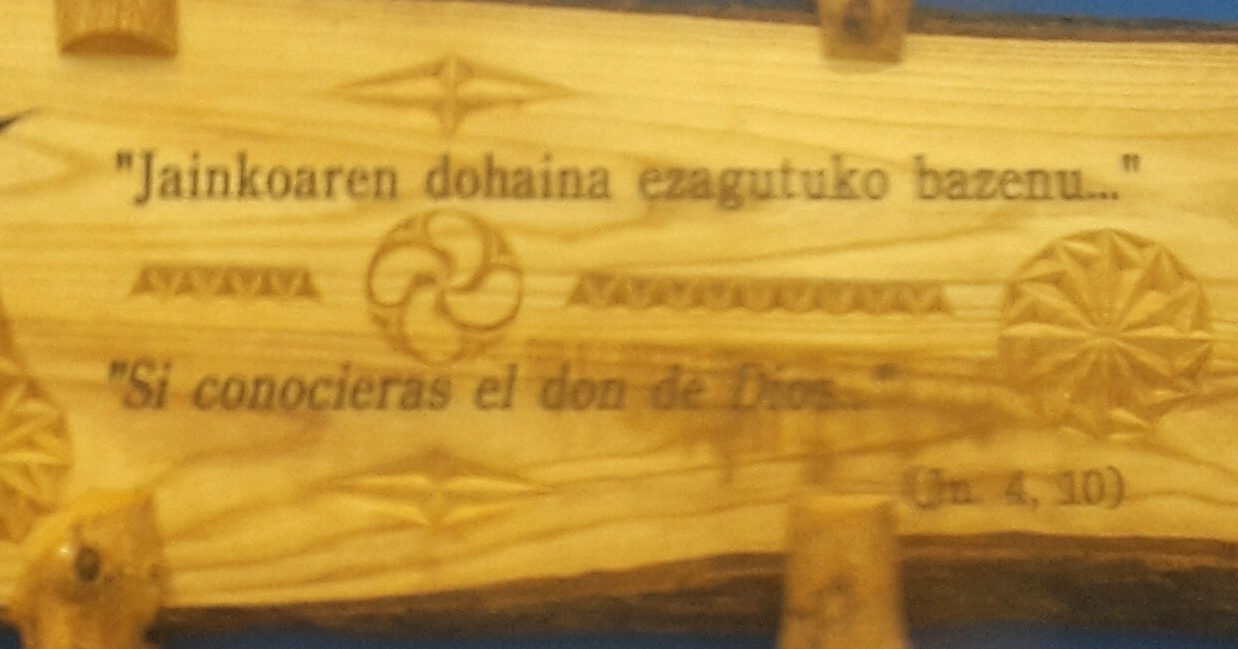 "Jainkoaren dohaina ezagutuko bazenu..."
"Si conocieras el don de Dios..."
(Jn. 4, 10)